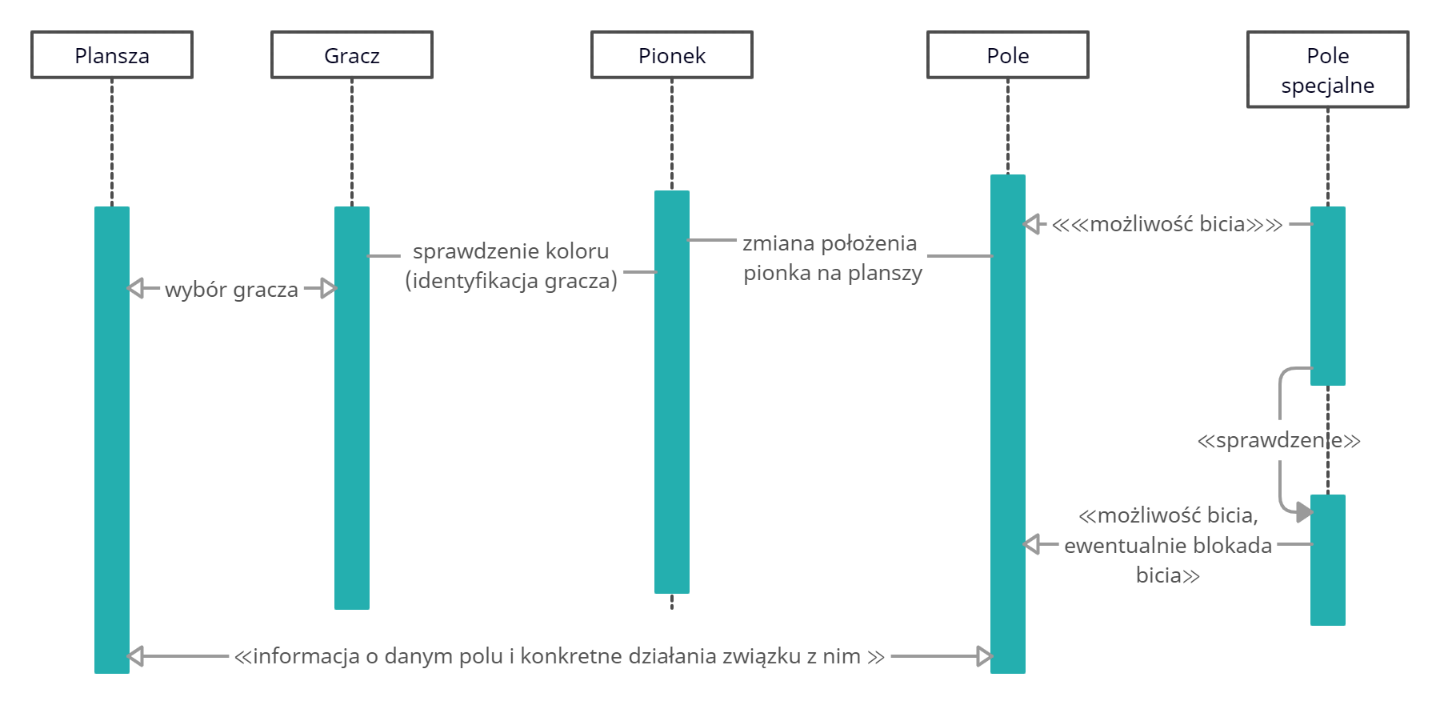 Plansza
Gracz
Pionek
Pole
Pole
specjalne
≪≪możliwość bicia≫≫
sprawdzenie koloru
(identyfikacja gracza)
zmiana położenia
pionka na planszy
wybór gracza
≪sprawdzenie≫
≪możliwość bicia,
ewentualnie blokada
bicia≫
≪informacja o danym polu i konkretne działania związku z nim ≫